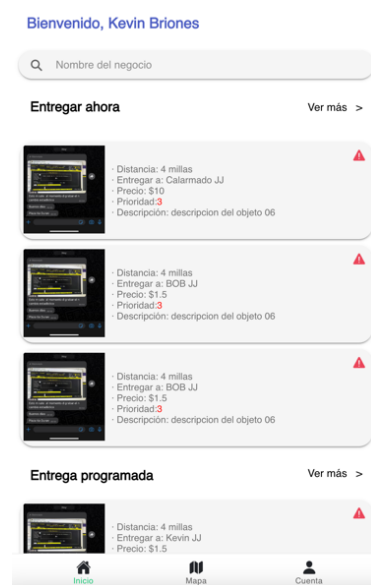 Bienvenido, Kevin Briones
Nombre del negocio
Entregar ahora
Ver más >
· Distancia: 4 millas
· Entregar a: Calarmado JJ
· Precio: $10
· Prioridad:3
· Descripción: descripcion del objeto 06
· Distancia: 4 millas
· Entregar a: BOB JJ
· Precio: $1.5
· Prioridad:3
· Descripción: descripcion del objeto 06
· Distancia: 4 millas
· Entregar a: BOB JJ
· Precio: $1.5
· Prioridad:3
· Descripción: descripcion del objeto 06
Entrega programada
Ver más >
· Distancia: 4 millas
· Entregar a: Kevin JJ
· Precio: $1.5
Inicio
Mapa
Cuenta